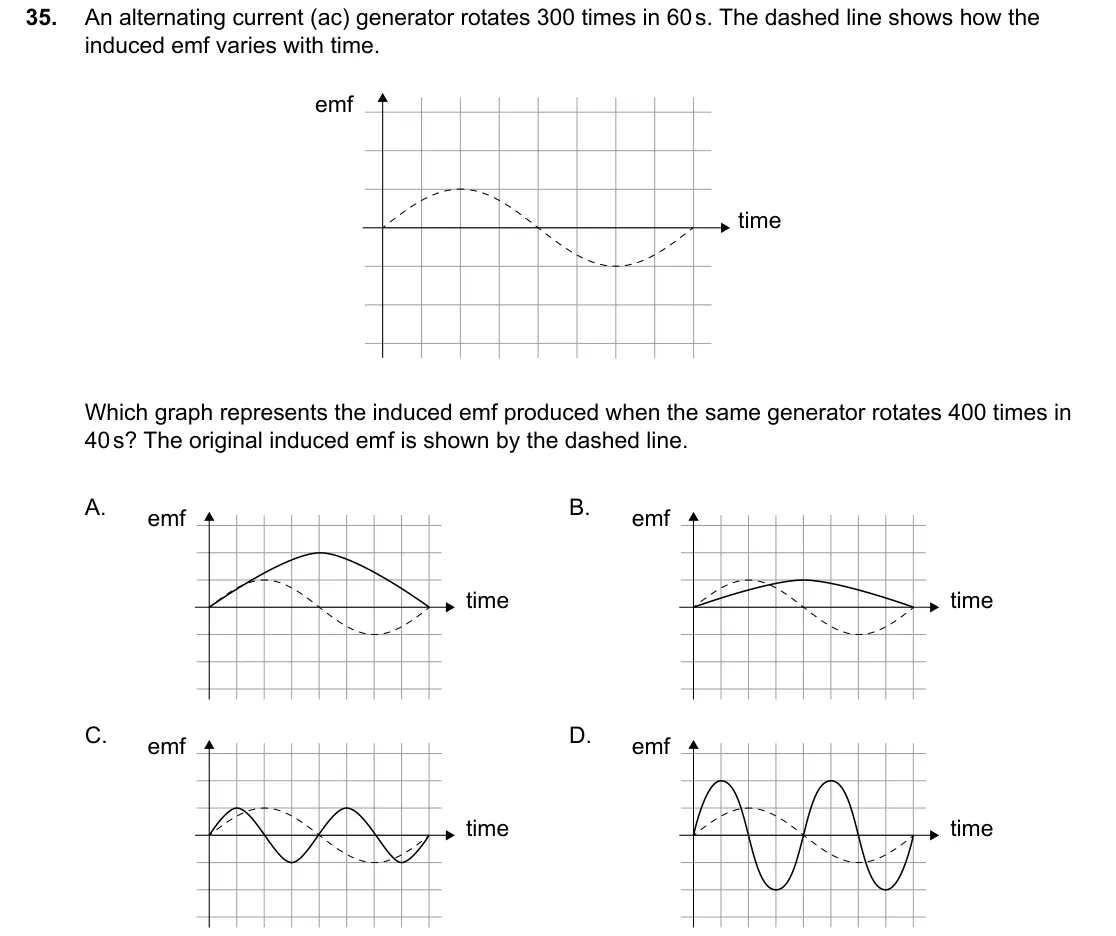 35. An alternating current (ac) generator rotates 300 times in 60 s. The dashed line shows how the
induced emf varies with time.
emf
time
Which graph represents the induced emf produced when the same generator rotates 400 times in
40 s? The original induced emf is shown by the dashed line.
A.
emf
time
B.
emf
time
C.
emf
time
D.
emf
time